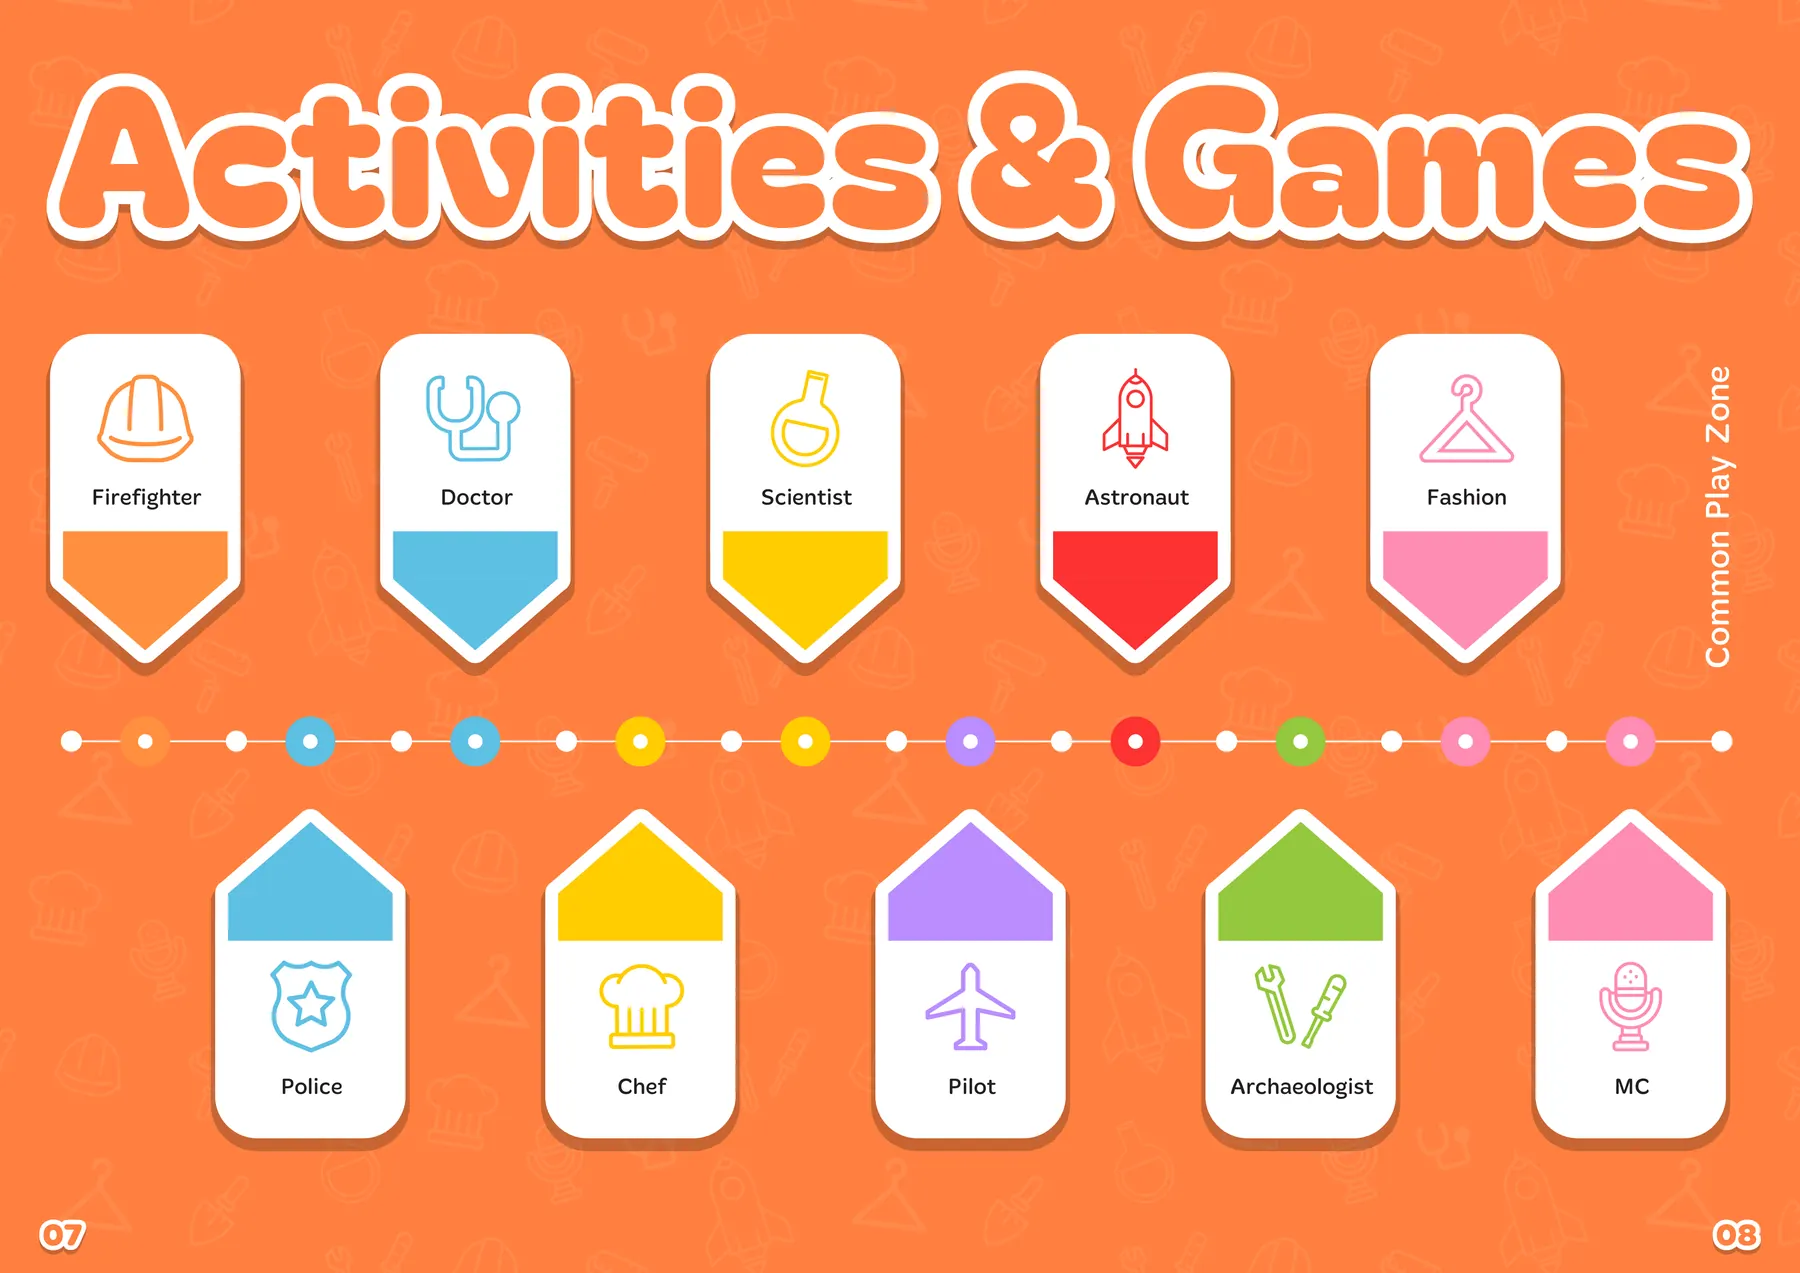 Activities & Games
Firefighter
Doctor
Scientist
Astronaut
Fashion
Common Play Zone
Police
Chef
Pilot
Archaeologist
MC
07
08